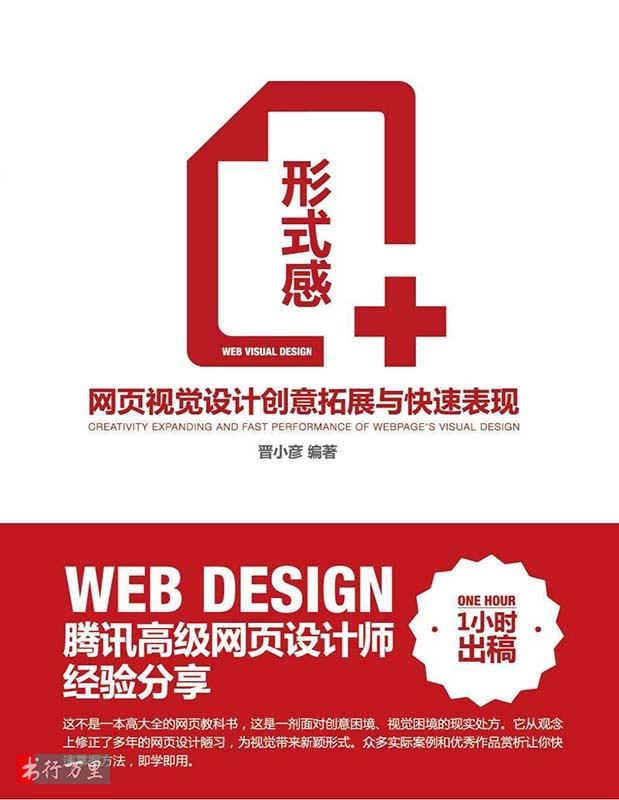 形式感
WEB VISUAL DESIGN
网页视觉设计创意拓展与快速表现
CREATIVITY EXPANDING AND FAST PERFORMANCE OF WEBPAGE'S VISUAL DESIGN
晋小彦 编著
WEB DESIGN
腾讯高级网页设计师
经验分享
ONE HOUR
1小时
出稿
这不是一本高大全的网页教科书，这是一剂面对创意困境、视觉困境的现实处方。它从观念
上修正了多年的网页设计陋习，为视觉带来新颖形式。众多实际案例和优秀作品赏析让你快
速掌握方法，即学即用。
书行万里